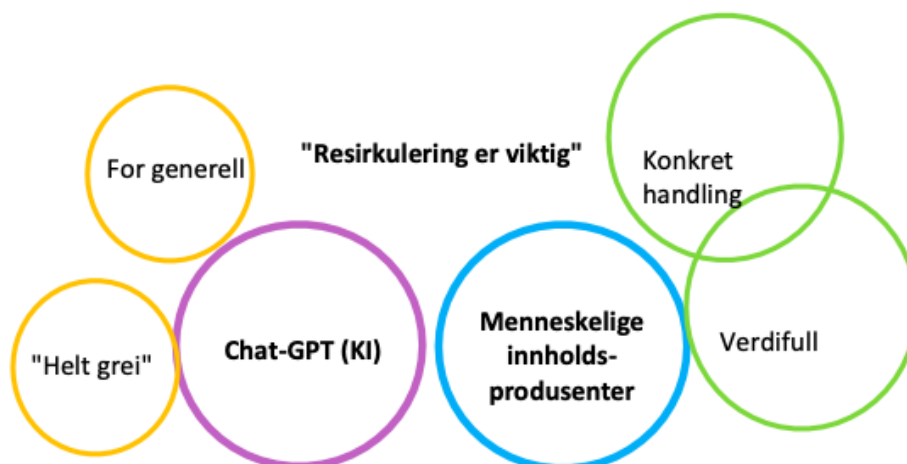 "Resirkulering er viktig"
For generell
Konkret
handling
"Helt grei"
Chat-GPT (KI)
Menneskelige
innholds-
produsenter
Verdifull